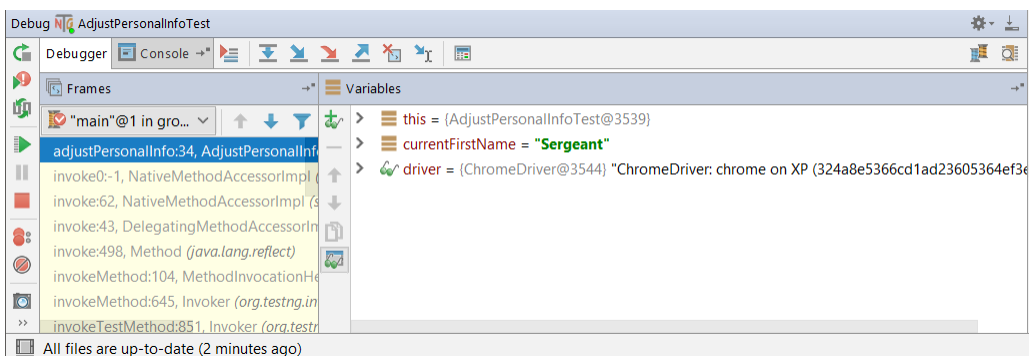 Debug AdjustPersonalInfoTest
Debugger Console
Frames
Variables
"main"@1 in gro...
adjustPersonalInfo:34, AdjustPersonalInfo
invoke0:-1, NativeMethodAccessorImpl (
invoke:62, NativeMethodAccessorImpl (s
invoke:43, DelegatingMethodAccessorIm
invoke:498, Method (java.lang.reflect)
invokeMethod:104, MethodInvocationHe
invokeMethod:645, Invoker (org.testng.in
invokeTestMethod:851, Invoker (org.testn
this = {AdjustPersonalInfoTest@3539}
currentFirstName = "Sergeant"
driver = {ChromeDriver@3544} "ChromeDriver: chrome on XP (324a8e5366cd1ad23605364ef3e
All files are up-to-date (2 minutes ago)